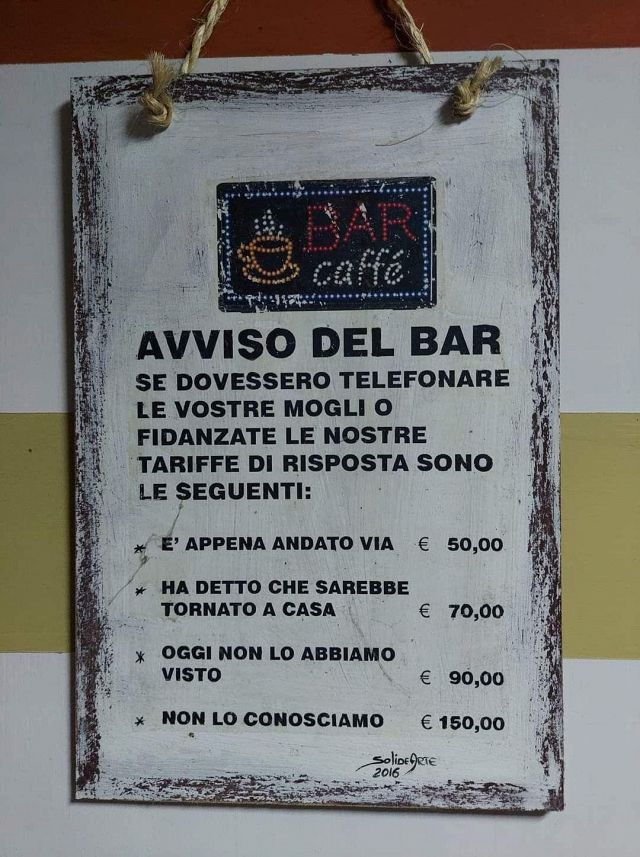 BAR
caffé
AVVISO DEL BAR
SE DOVESSERO TELEFONARE
LE VOSTRE MOGLI O
FIDANZATE LE NOSTRE
TARIFFE DI RISPOSTA SONO
LE SEGUENTI:
* E' APPENA ANDATO VIA € 50,00
* HA DETTO CHE SAREBBE
TORNATO A CASA € 70,00
* OGGI NON LO ABBIAMO
VISTO € 90,00
* NON LO CONOSCIAMO € 150,00
SolideArte
2016